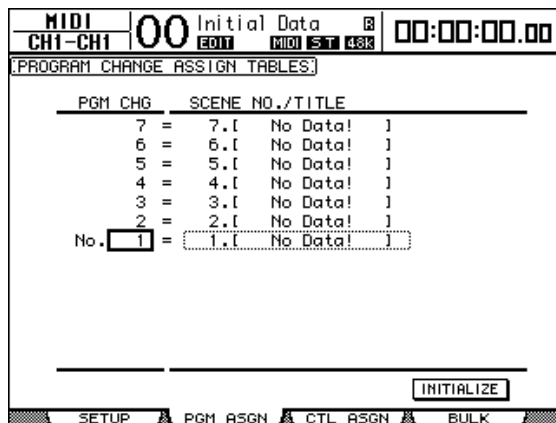 MIDI
CH1-CH1
00
Initial Data R
EDIT MIDI ST 48K
00:00:00.00
PROGRAM CHANGE ASSIGN TABLES
PGM CHG SCENE NO./TITLE
7 = 7.[ No Data! ]
6 = 6.[ No Data! ]
5 = 5.[ No Data! ]
4 = 4.[ No Data! ]
3 = 3.[ No Data! ]
2 = 2.[ No Data! ]
No. 1 = 1.[ No Data! ]
INITIALIZE
SETUP PGM ASGN CTL ASGN BULK